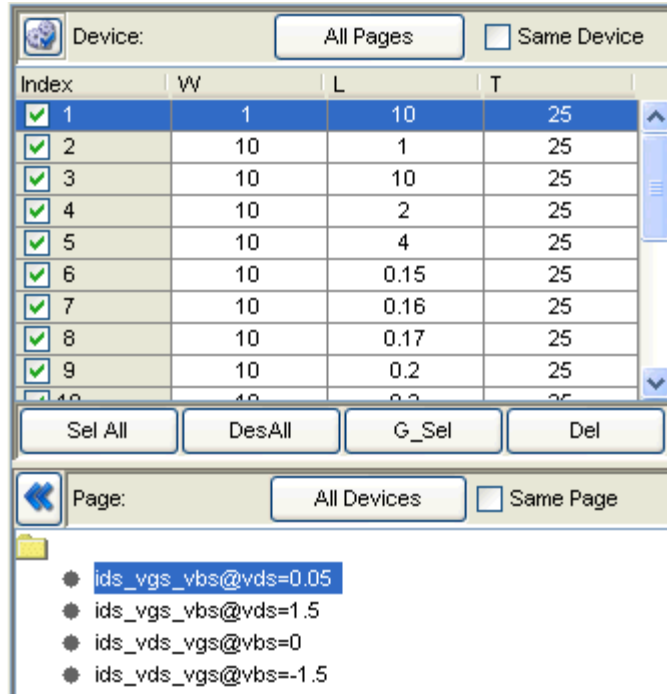 Device: All Pages Same Device
Index W L T
1 1 10 25
2 10 1 25
3 10 10 25
4 10 2 25
5 10 4 25
6 10 0.15 25
7 10 0.16 25
8 10 0.17 25
9 10 0.2 25
Sel All DesAll G_Sel Del
Page: All Devices Same Page
ids_vgs_vbs@vds=0.05
ids_vgs_vbs@vds=1.5
ids_vds_vgs@vbs=0
ids_vds_vgs@vbs=-1.5